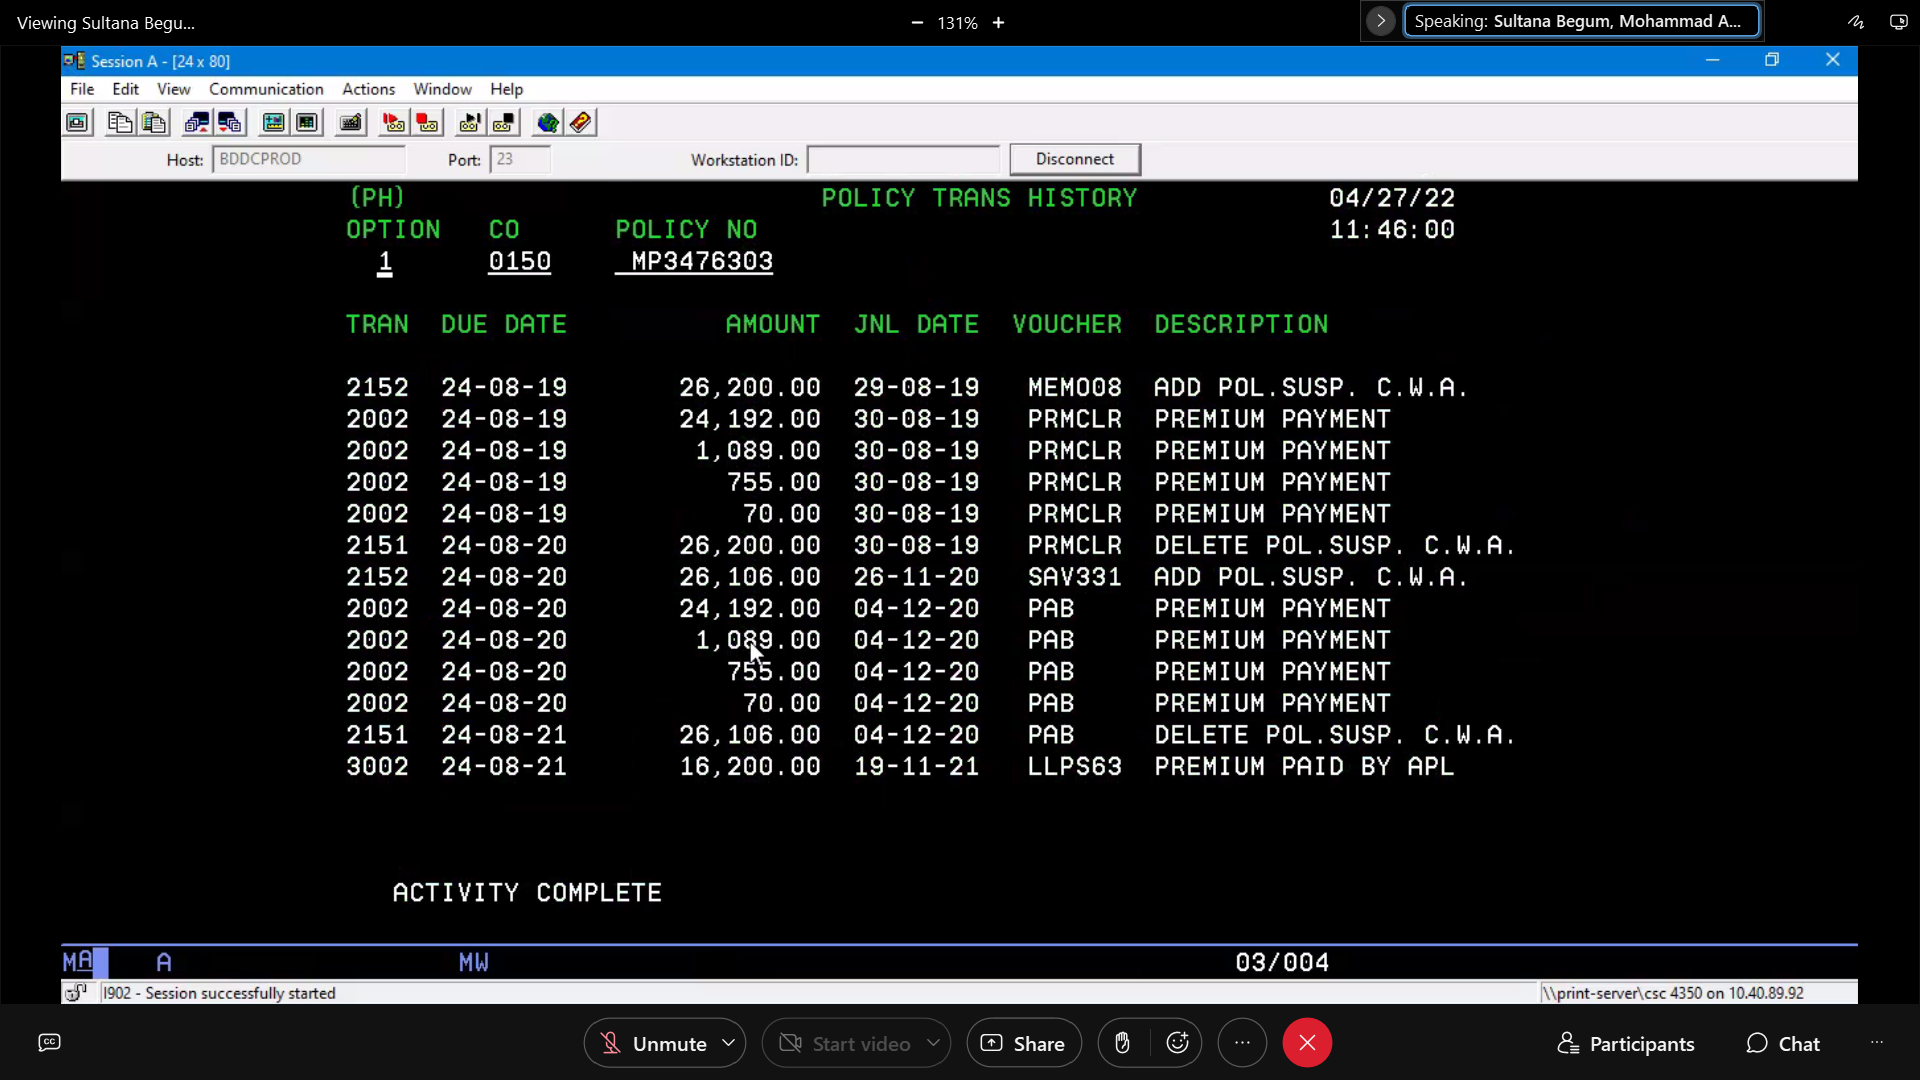 Viewing Sultana Begu...
131%
Speaking: Sultana Begum, Mohammad A...
Session A - [24 x 80]
File Edit View Communication Actions Window Help
Host: BDDCPROD Port: 23 Workstation ID: Disconnect
(PH) POLICY TRANS HISTORY 04/27/22
OPTION CO POLICY NO 11:46:00
1 0150 MP3476303
TRAN DUE DATE AMOUNT JNL DATE VOUCHER DESCRIPTION
2152 24-08-19 26,200.00 29-08-19 MEMO08 ADD POL.SUSP. C.W.A.
2002 24-08-19 24,192.00 30-08-19 PRMCLR PREMIUM PAYMENT
2002 24-08-19 1,089.00 30-08-19 PRMCLR PREMIUM PAYMENT
2002 24-08-19 755.00 30-08-19 PRMCLR PREMIUM PAYMENT
2002 24-08-19 70.00 30-08-19 PRMCLR PREMIUM PAYMENT
2151 24-08-20 26,200.00 30-08-19 PRMCLR DELETE POL.SUSP. C.W.A.
2152 24-08-20 26,106.00 26-11-20 SAV331 ADD POL.SUSP. C.W.A.
2002 24-08-20 24,192.00 04-12-20 PAB PREMIUM PAYMENT
2002 24-08-20 1,089.00 04-12-20 PAB PREMIUM PAYMENT
2002 24-08-20 755.00 04-12-20 PAB PREMIUM PAYMENT
2002 24-08-20 70.00 04-12-20 PAB PREMIUM PAYMENT
2151 24-08-21 26,106.00 04-12-20 PAB DELETE POL.SUSP. C.W.A.
3002 24-08-21 16,200.00 19-11-21 LLPS63 PREMIUM PAID BY APL
ACTIVITY COMPLETE
MA A MW 03/004
I902 - Session successfully started \\print-server\csc 4350 on 10.40.89.92
CC Unmute Start video Share ... Participants Chat ...